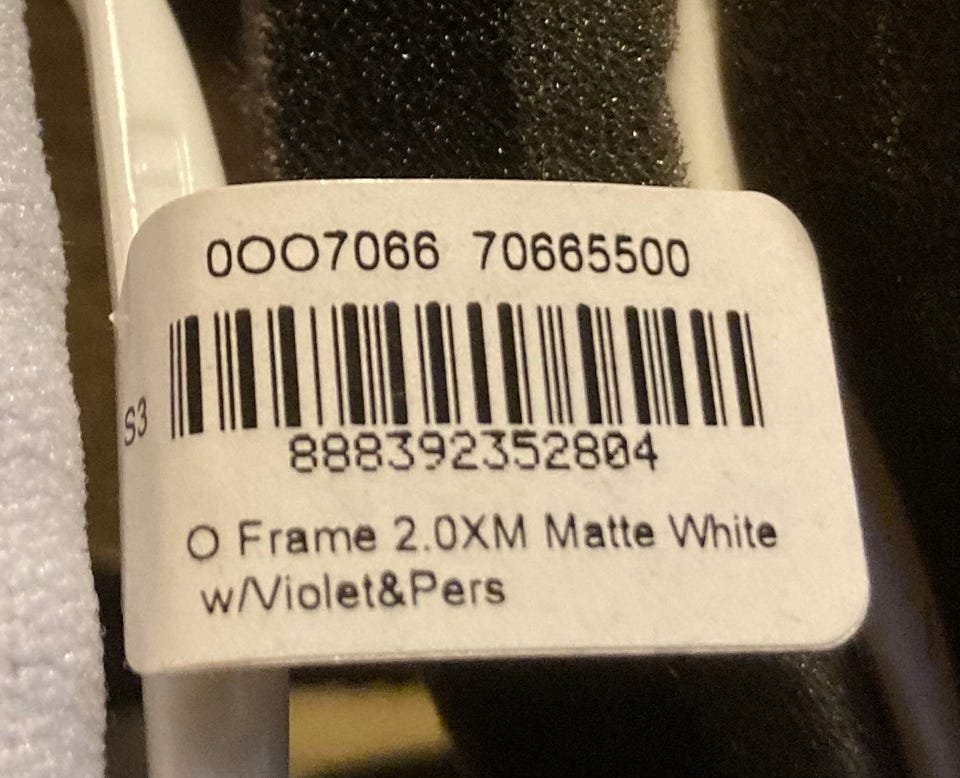 0OO7066 70665500
S3
888392352804
O Frame 2.0XM Matte White
w/Violet&Pers